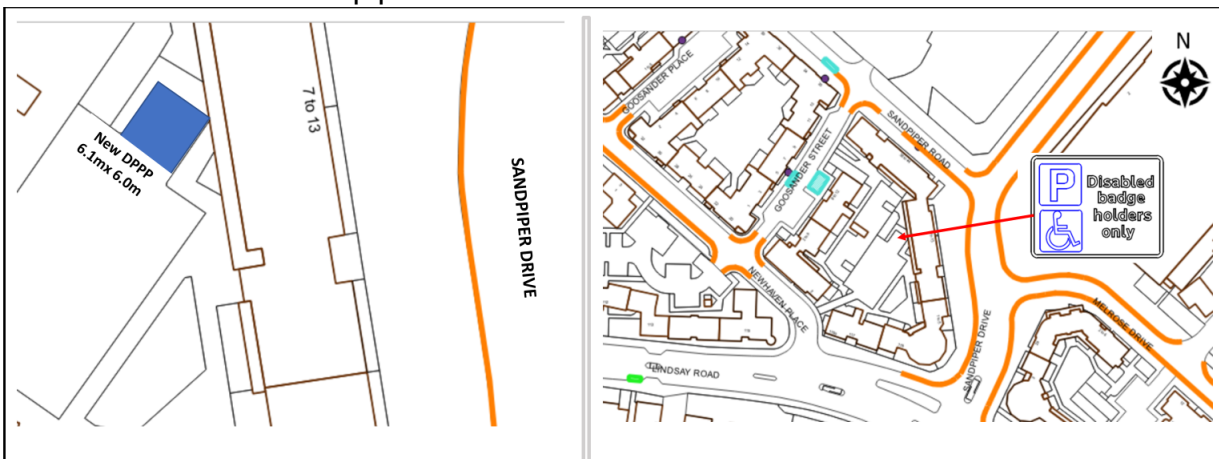 7 to 13
New DPPP
6.1mx 6.0m
SANDPIPER DRIVE
N
GOOSANDER PLACE
SANDPIPER ROAD
GOOSANDER STREET
P
Disabled
badge
holders
only
NEWHAVEN PLACE
MELROSE DRIVE
SANDPIPER DRIVE
LINDSAY ROAD